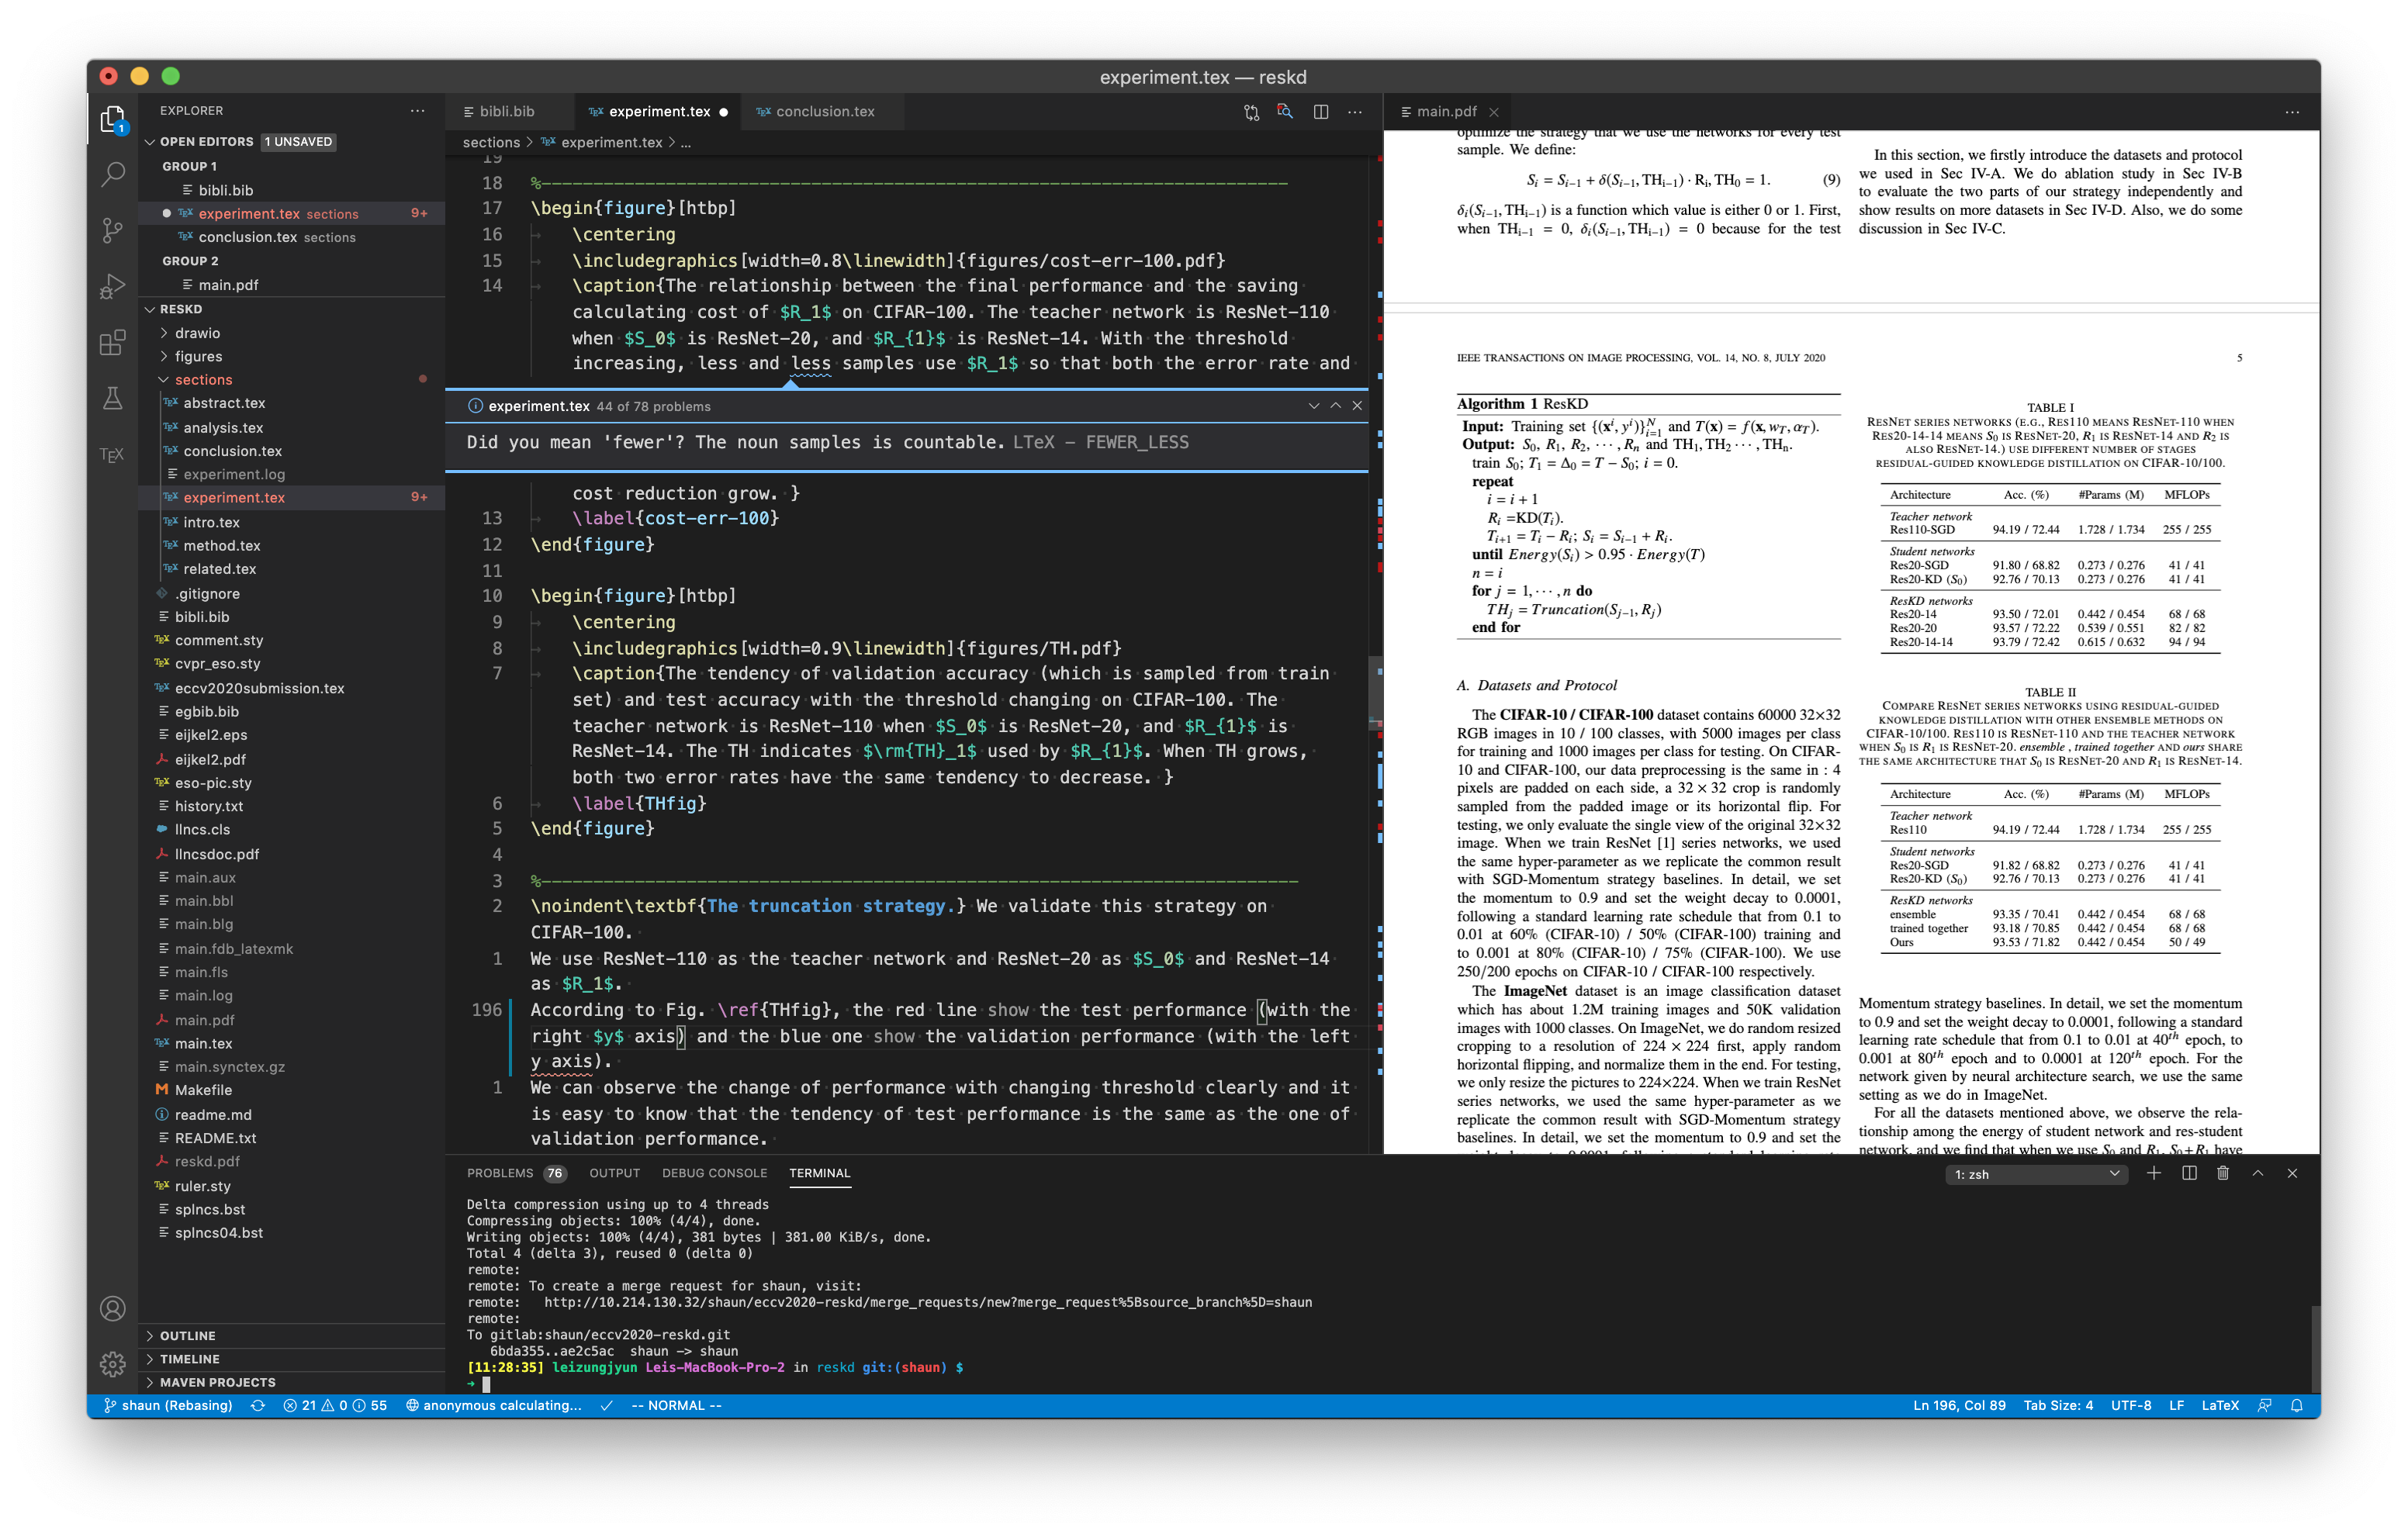 experiment.tex — reskd
EXPLORER
OPEN EDITORS 1 UNSAVED
GROUP 1
bibli.bib
experiment.tex sections 9+
conclusion.tex sections
GROUP 2
main.pdf
RESKD
drawio
figures
sections
abstract.tex
analysis.tex
conclusion.tex
experiment.log
experiment.tex 9+
intro.tex
method.tex
related.tex
.gitignore
bibli.bib
comment.sty
cvpr_eso.sty
eccv2020submission.tex
egbib.bib
eijkel2.eps
eijkel2.pdf
eso-pic.sty
history.txt
llncs.cls
llncsdoc.pdf
main.aux
main.bbl
main.blg
main.fdb_latexmk
main.fls
main.log
main.pdf
main.tex
main.synctex.gz
Makefile
readme.md
README.txt
reskd.pdf
ruler.sty
splncs.bst
splncs04.bst
OUTLINE
TIMELINE
MAVEN PROJECTS
1
bibli.bib experiment.tex conclusion.tex
sections > experiment.tex > ...
19
18 %-------------------------------------------------------------------------
17 \begin{figure}[htbp]
16 \centering
15 \includegraphics[width=0.8\linewidth]{figures/cost-err-100.pdf}
14 \caption{The relationship between the final performance and the saving
calculating cost of $R_1$ on CIFAR-100. The teacher network is ResNet-110
when $S_0$ is ResNet-20, and $R_{1}$ is ResNet-14. With the threshold
increasing, less and less samples use $R_1$ so that both the error rate and
experiment.tex 44 of 78 problems
Did you mean 'fewer'? The noun samples is countable. LTeX - FEWER_LESS
cost reduction grow. }
13 \label{cost-err-100}
12 \end{figure}
11
10 \begin{figure}[htbp]
9 \centering
8 \includegraphics[width=0.9\linewidth]{figures/TH.pdf}
7 \caption{The tendency of validation accuracy (which is sampled from train
set) and test accuracy with the threshold changing on CIFAR-100. The
teacher network is ResNet-110 when $S_0$ is ResNet-20, and $R_{1}$ is
ResNet-14. The TH indicates $\rm{TH}_1$ used by $R_{1}$. When TH grows,
both two error rates have the same tendency to decrease. }
6 \label{THfig}
5 \end{figure}
4
3 %--------------------------------------------------------------------------
2 \noindent\textbf{The truncation strategy.} We validate this strategy on
CIFAR-100.
1 We use ResNet-110 as the teacher network and ResNet-20 as $S_0$ and ResNet-14
as $R_1$.
196 According to Fig. \ref{THfig}, the red line show the test performance (with the
right $y$ axis) and the blue one show the validation performance (with the left
y axis).
1 We can observe the change of performance with changing threshold clearly and it
is easy to know that the tendency of test performance is the same as the one of
validation performance.
main.pdf
optimize the strategy that we use the networks for every test
sample. We define:
Sᵢ = Sᵢ₋₁ + δ(Sᵢ₋₁, THᵢ₋₁) · Rᵢ, TH₀ = 1. (9)
δᵢ(Sᵢ₋₁, THᵢ₋₁) is a function which value is either 0 or 1. First,
when THᵢ₋₁ = 0, δᵢ(Sᵢ₋₁, THᵢ₋₁) = 0 because for the test
In this section, we firstly introduce the datasets and protocol
we used in Sec IV-A. We do ablation study in Sec IV-B
to evaluate the two parts of our strategy independently and
show results on more datasets in Sec IV-D. Also, we do some
discussion in Sec IV-C.
IEEE TRANSACTIONS ON IMAGE PROCESSING, VOL. 14, NO. 8, JULY 2020 5
Algorithm 1 ResKD
Input: Training set {(xⁱ, yⁱ)}ᴺᵢ₌₁ and T(x) = f(x, w_T, α_T).
Output: S₀, R₁, R₂, ⋯, Rₙ and TH₁, TH₂ ⋯, THₙ.
train S₀; T₁ = Δ₀ = T − S₀; i = 0.
repeat
i = i + 1
Rᵢ =KD(Tᵢ).
Tᵢ₊₁ = Tᵢ − Rᵢ; Sᵢ = Sᵢ₋₁ + Rᵢ.
until Energy(Sᵢ) > 0.95 · Energy(T)
n = i
for j = 1, ⋯, n do
THⱼ = Truncation(Sⱼ₋₁, Rⱼ)
end for
A. Datasets and Protocol
The CIFAR-10 / CIFAR-100 dataset contains 60000 32×32
RGB images in 10 / 100 classes, with 5000 images per class
for training and 1000 images per class for testing. On CIFAR-
10 and CIFAR-100, our data preprocessing is the same in : 4
pixels are padded on each side, a 32 × 32 crop is randomly
sampled from the padded image or its horizontal flip. For
testing, we only evaluate the single view of the original 32×32
image. When we train ResNet [1] series networks, we used
the same hyper-parameter as we replicate the common result
with SGD-Momentum strategy baselines. In detail, we set
the momentum to 0.9 and set the weight decay to 0.0001,
following a standard learning rate schedule that from 0.1 to
0.01 at 60% (CIFAR-10) / 50% (CIFAR-100) training and
to 0.001 at 80% (CIFAR-10) / 75% (CIFAR-100). We use
250/200 epochs on CIFAR-10 / CIFAR-100 respectively.
The ImageNet dataset is an image classification dataset
which has about 1.2M training images and 50K validation
images with 1000 classes. On ImageNet, we do random resized
cropping to a resolution of 224 × 224 first, apply random
horizontal flipping, and normalize them in the end. For testing,
we only resize the pictures to 224×224. When we train ResNet
series networks, we used the same hyper-parameter as we
replicate the common result with SGD-Momentum strategy
baselines. In detail, we set the momentum to 0.9 and set the
TABLE I
RESNET SERIES NETWORKS (E.G., RES110 MEANS RESNET-110 WHEN
RES20-14-14 MEANS S₀ IS RESNET-20, R₁ IS RESNET-14 AND R₂ IS
ALSO RESNET-14.) USE DIFFERENT NUMBER OF STAGES
RESIDUAL-GUIDED KNOWLEDGE DISTILLATION ON CIFAR-10/100.
Architecture Acc. (%) #Params (M) MFLOPs
Teacher network
Res110-SGD 94.19 / 72.44 1.728 / 1.734 255 / 255
Student networks
Res20-SGD 91.80 / 68.82 0.273 / 0.276 41 / 41
Res20-KD (S₀) 92.76 / 70.13 0.273 / 0.276 41 / 41
ResKD networks
Res20-14 93.50 / 72.01 0.442 / 0.454 68 / 68
Res20-20 93.57 / 72.22 0.539 / 0.551 82 / 82
Res20-14-14 93.79 / 72.42 0.615 / 0.632 94 / 94
TABLE II
COMPARE RESNET SERIES NETWORKS USING RESIDUAL-GUIDED
KNOWLEDGE DISTILLATION WITH OTHER ENSEMBLE METHODS ON
CIFAR-10/100. RES110 IS RESNET-110 AND THE TEACHER NETWORK
WHEN S₀ IS R₁ IS RESNET-20. ensemble , trained together AND ours SHARE
THE SAME ARCHITECTURE THAT S₀ IS RESNET-20 AND R₁ IS RESNET-14.
Architecture Acc. (%) #Params (M) MFLOPs
Teacher network
Res110 94.19 / 72.44 1.728 / 1.734 255 / 255
Student networks
Res20-SGD 91.82 / 68.82 0.273 / 0.276 41 / 41
Res20-KD (S₀) 92.76 / 70.13 0.273 / 0.276 41 / 41
ResKD networks
ensemble 93.35 / 70.41 0.442 / 0.454 68 / 68
trained together 93.18 / 70.85 0.442 / 0.454 68 / 68
Ours 93.53 / 71.82 0.442 / 0.454 50 / 49
Momentum strategy baselines. In detail, we set the momentum
to 0.9 and set the weight decay to 0.0001, following a standard
learning rate schedule that from 0.1 to 0.01 at 40ᵗʰ epoch, to
0.001 at 80ᵗʰ epoch and to 0.0001 at 120ᵗʰ epoch. For the
network given by neural architecture search, we use the same
setting as we do in ImageNet.
For all the datasets mentioned above, we observe the rela-
tionship among the energy of student network and res-student
network, and we find that when we use S₀ and R₁, S₀+R₁ have
PROBLEMS 76 OUTPUT DEBUG CONSOLE TERMINAL 1: zsh
Delta compression using up to 4 threads
Compressing objects: 100% (4/4), done.
Writing objects: 100% (4/4), 381 bytes | 381.00 KiB/s, done.
Total 4 (delta 3), reused 0 (delta 0)
remote:
remote: To create a merge request for shaun, visit:
remote: http://10.214.130.32/shaun/eccv2020-reskd/merge_requests/new?merge_request%5Bsource_branch%5D=shaun
remote:
To gitlab:shaun/eccv2020-reskd.git
6bda355..ae2c5ac shaun -> shaun
[11:28:35] leizungjyun Leis-MacBook-Pro-2 in reskd git:(shaun) $
→
shaun (Rebasing) 21 0 55 anonymous calculating... -- NORMAL -- Ln 196, Col 89 Tab Size: 4 UTF-8 LF LaTeX